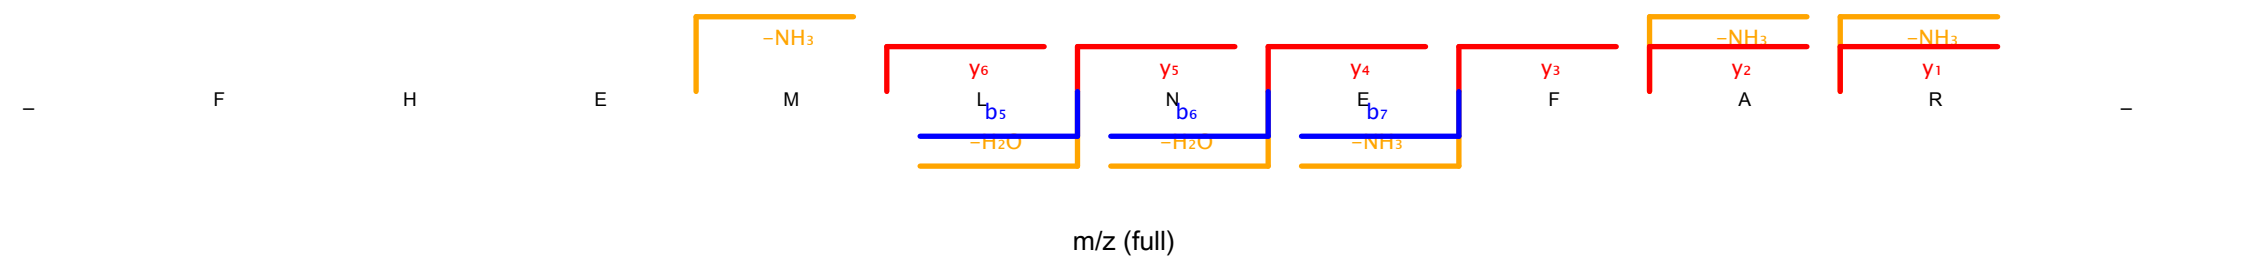 –NH₃ –NH₃ –NH₃
y₆ y₅ y₄ y₃ y₂ y₁
_ F H E M L N E F A R _
b₅ b₆ b₇
–H₂O –H₂O –NH₃
m/z (full)